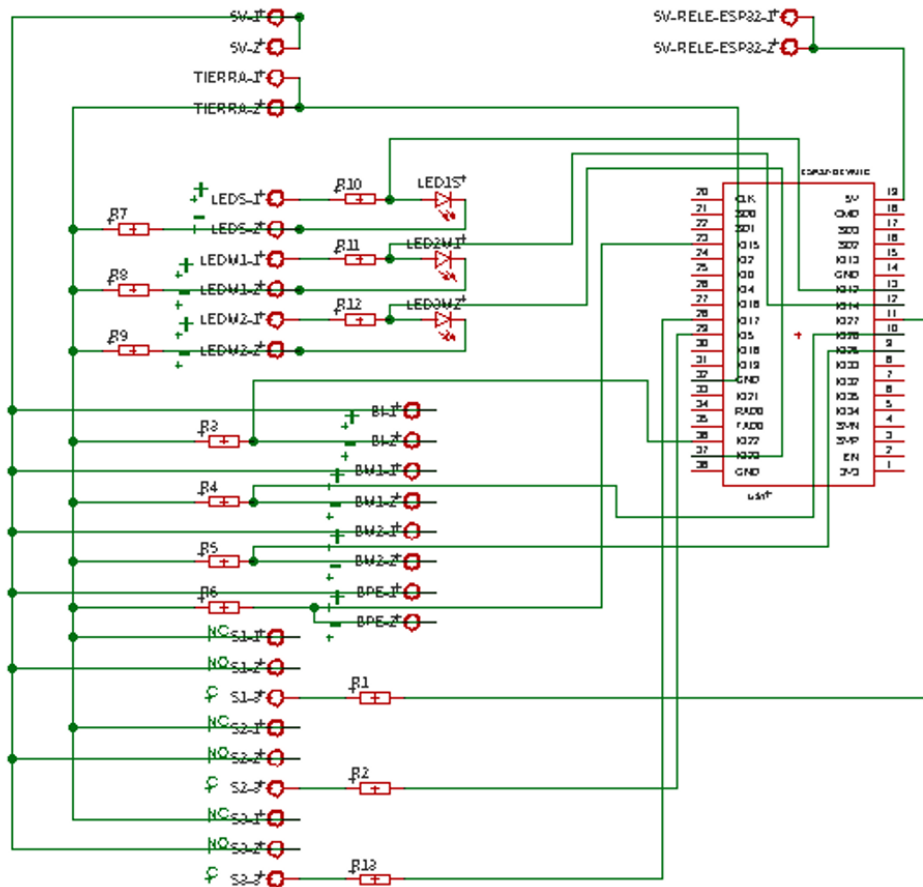 5V-1
5V-2
TIERRA-1
TIERRA-2
5V-RELE-ESP32-1
5V-RELE-ESP32-2
LEDS-1
R10
LED1S
R7
LEDS-2
LEDM1-1
R11
LED2M1
R8
LEDM1-2
LEDM2-1
R12
LED3M2
R9
LEDM2-2
20 CLK 5V 19
21 SD0 CMD 18
22 SD1 SD3 17
23 IO15 SD2 16
24 IO2 IO13 15
25 IO0 GND 14
26 IO4 IO12 13
27 IO16 IO14 12
28 IO17 IO27 11
29 IO5 IO26 10
30 IO18 IO25 9
31 IO19 IO33 8
32 GND IO32 7
33 IO21 IO35 6
34 RXD0 IO34 5
35 TXD0 SVN 4
36 IO22 SVP 3
37 IO23 EN 2
38 GND 3V3 1
BI-1
R3
BI-2
BM1-1
R4
BM1-2
BM2-1
R5
BM2-2
BPE-1
R6
BPE-2
NC S1-1
NO S1-2
C S1-3
R1
NC S2-1
NO S2-2
C S2-3
R2
NC S3-1
NO S3-2
C S3-3
R13